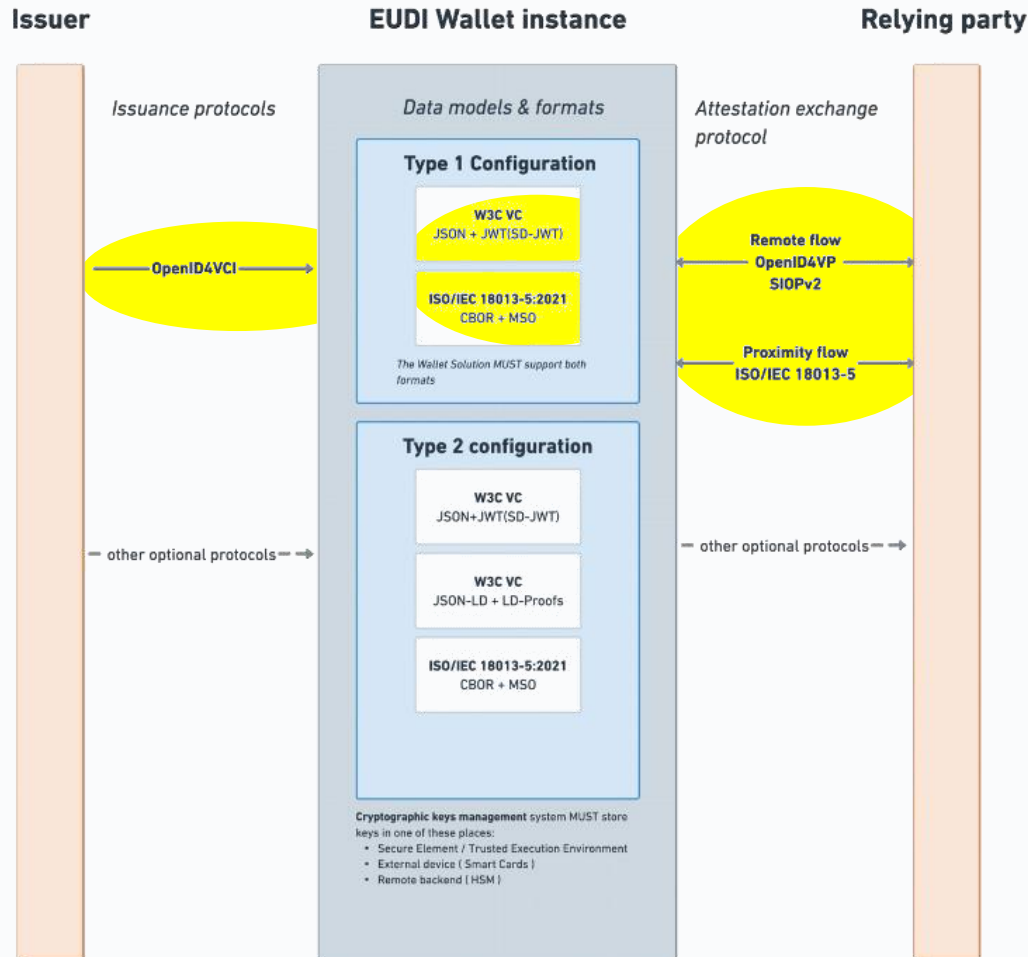 Issuer
EUDI Wallet instance
Relying party
Issuance protocols
Data models & formats
Attestation exchange
protocol
Type 1 Configuration
W3C VC
JSON + JWT(SD-JWT)
OpenID4VCI
Remote flow
OpenID4VP
SIOPv2
ISO/IEC 18013-5:2021
CBOR + MSO
Proximity flow
ISO/IEC 18013-5
The Wallet Solution MUST support both
formats
Type 2 configuration
W3C VC
JSON+JWT(SD-JWT)
other optional protocols
other optional protocols
W3C VC
JSON-LD + LD-Proofs
ISO/IEC 18013-5:2021
CBOR + MSO
Cryptographic keys management system MUST store
keys in one of these places:
• Secure Element / Trusted Execution Environment
• External device ( Smart Cards )
• Remote backend ( HSM )